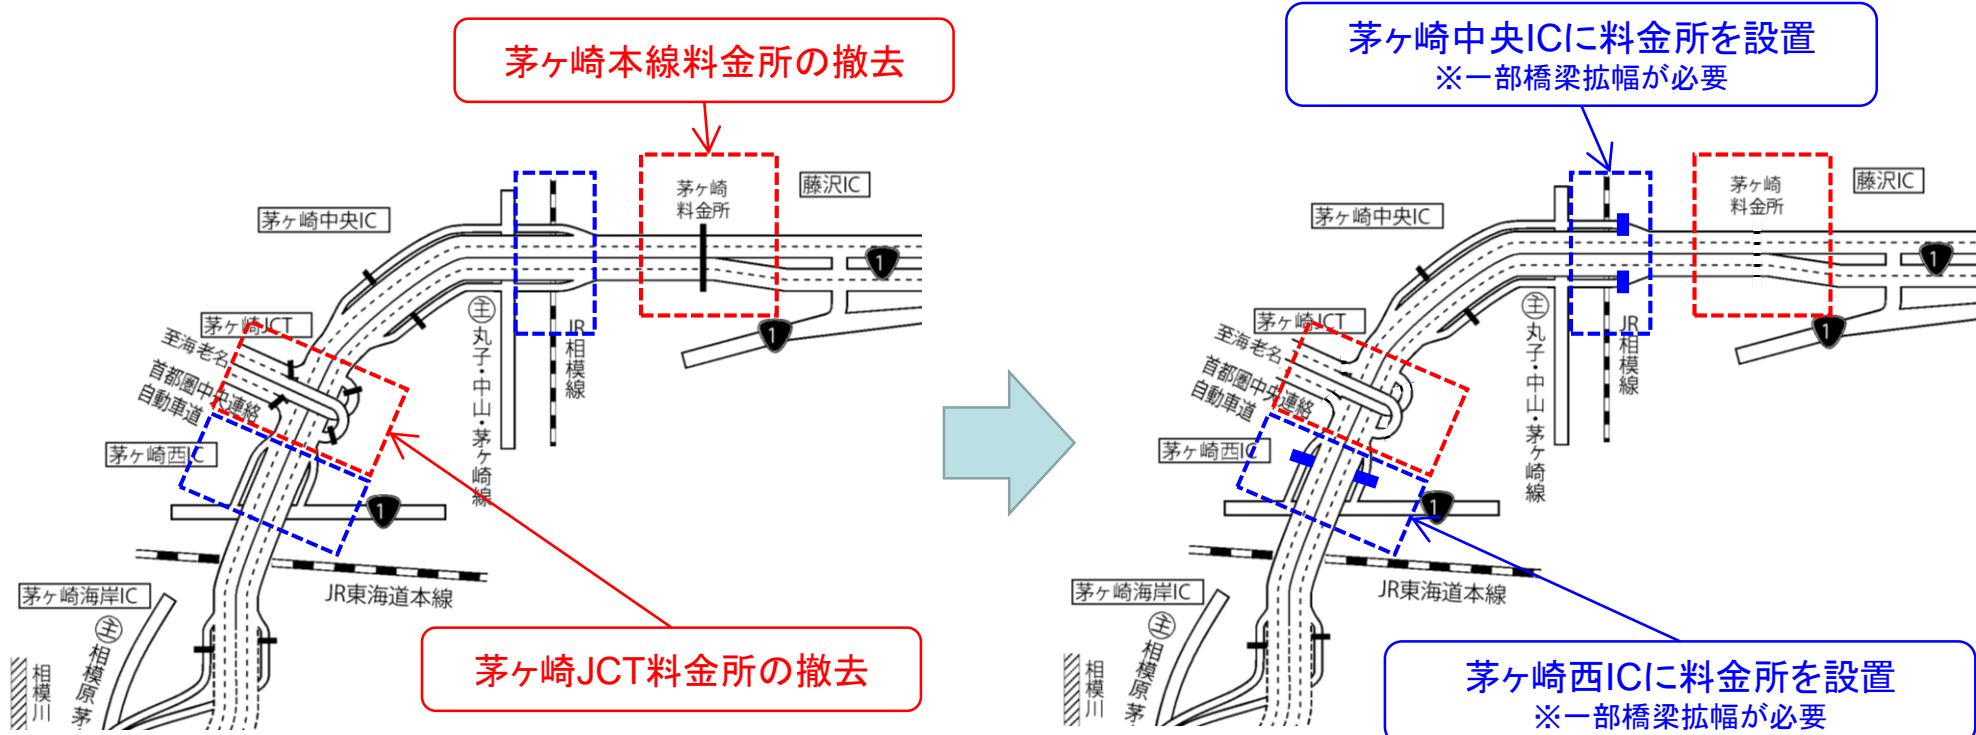 茅ヶ崎本線料金所の撤去
茅ヶ崎
料金所
藤沢IC
茅ヶ崎中央IC
1
1
茅ヶ崎JCT
至海老名
首都圏中央連絡
自動車道
JR相模線
㊤丸子・中山・茅ヶ崎線
茅ヶ崎西IC
1
JR東海道本線
茅ヶ崎海岸IC
主相模原茅
相模川
茅ヶ崎JCT料金所の撤去
茅ヶ崎中央ICに料金所を設置
※一部橋梁拡幅が必要
茅ヶ崎
料金所
藤沢IC
茅ヶ崎中央IC
1
1
茅ヶ崎JCT
至海老名
首都圏中央連絡
自動車道
JR相模線
主丸子・中山・茅ヶ崎線
茅ヶ崎西IC
1
JR東海道本線
茅ヶ崎海岸IC
主相模原茅
相模川
茅ヶ崎西ICに料金所を設置
※一部橋梁拡幅が必要